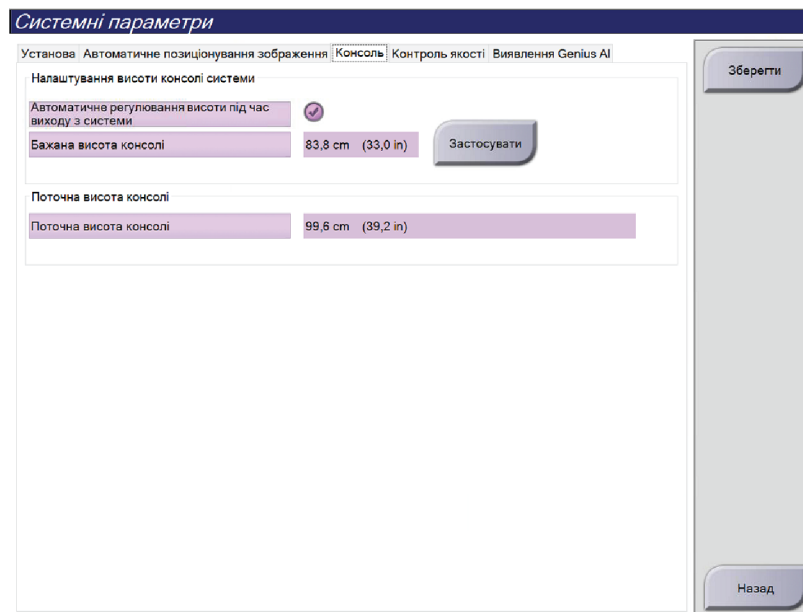 Системні параметри
Установа Автоматичне позиціонування зображення Консоль Контроль якості Виявлення Genius AI
Зберегти
Налаштування висоти консолі системи
Автоматичне регулювання висоти під час
виходу з системи
Бажана висота консолі 83,8 cm (33,0 in) Застосувати
Поточна висота консолі
Поточна висота консолі 99,6 cm (39,2 in)
Назад